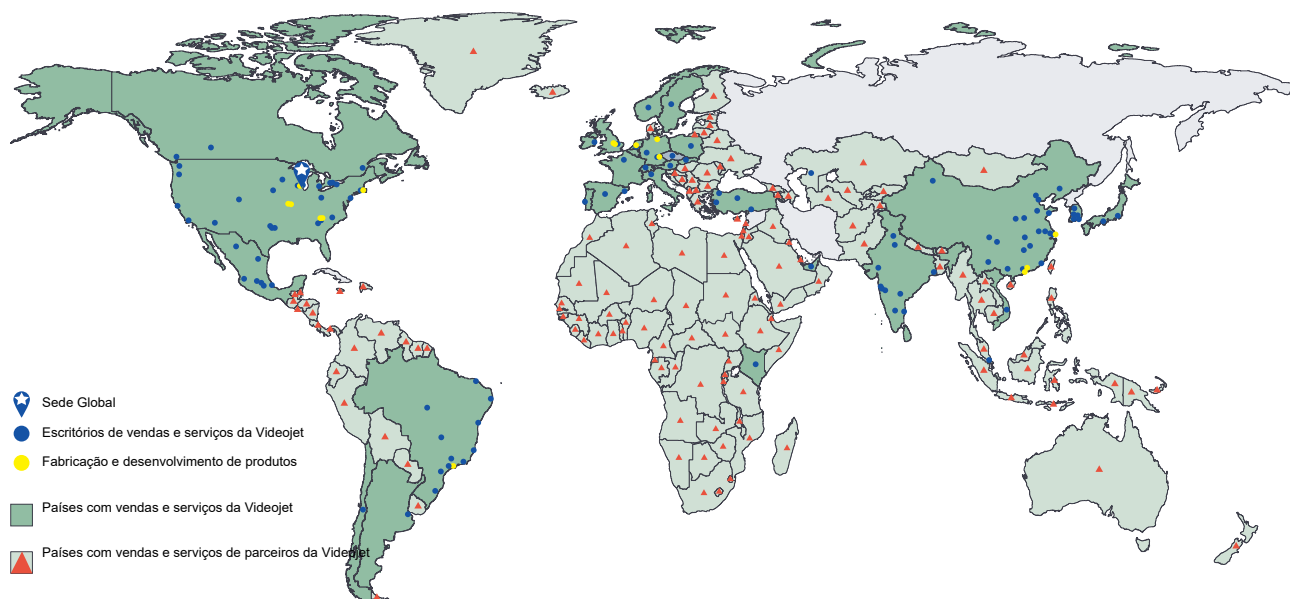 Sede Global
Escritórios de vendas e serviços da Videojet
Fabricação e desenvolvimento de produtos
Países com vendas e serviços da Videojet
Países com vendas e serviços de parceiros da Videojet